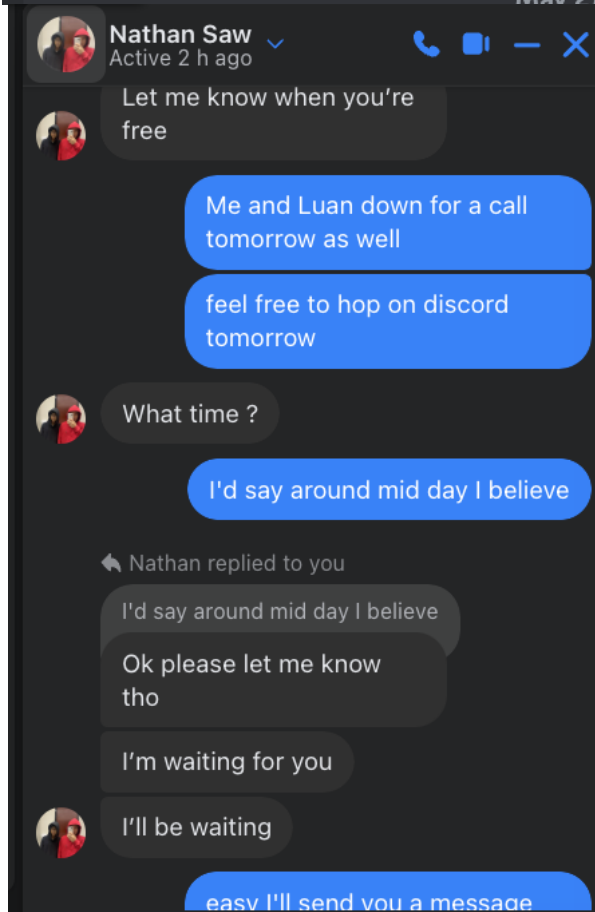 Nathan Saw
Active 2 h ago
Let me know when you're
free
Me and Luan down for a call
tomorrow as well
feel free to hop on discord
tomorrow
What time ?
I'd say around mid day I believe
Nathan replied to you
I'd say around mid day I believe
Ok please let me know
tho
I'm waiting for you
I'll be waiting
easy I'll send you a message